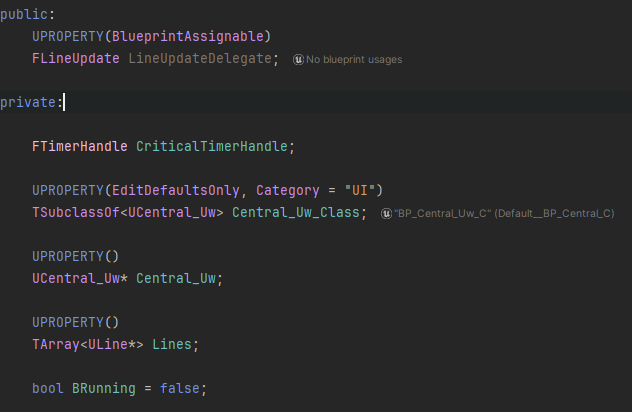 public:
UPROPERTY(BlueprintAssignable)
FLineUpdate LineUpdateDelegate; No blueprint usages
private:
FTimerHandle CriticalTimerHandle;
UPROPERTY(EditDefaultsOnly, Category = "UI")
TSubclassOf<UCentral_Uw> Central_Uw_Class; "BP_Central_Uw_C" (Default__BP_Central_C)
UPROPERTY()
UCentral_Uw* Central_Uw;
UPROPERTY()
TArray<ULine*> Lines;
bool BRunning = false;